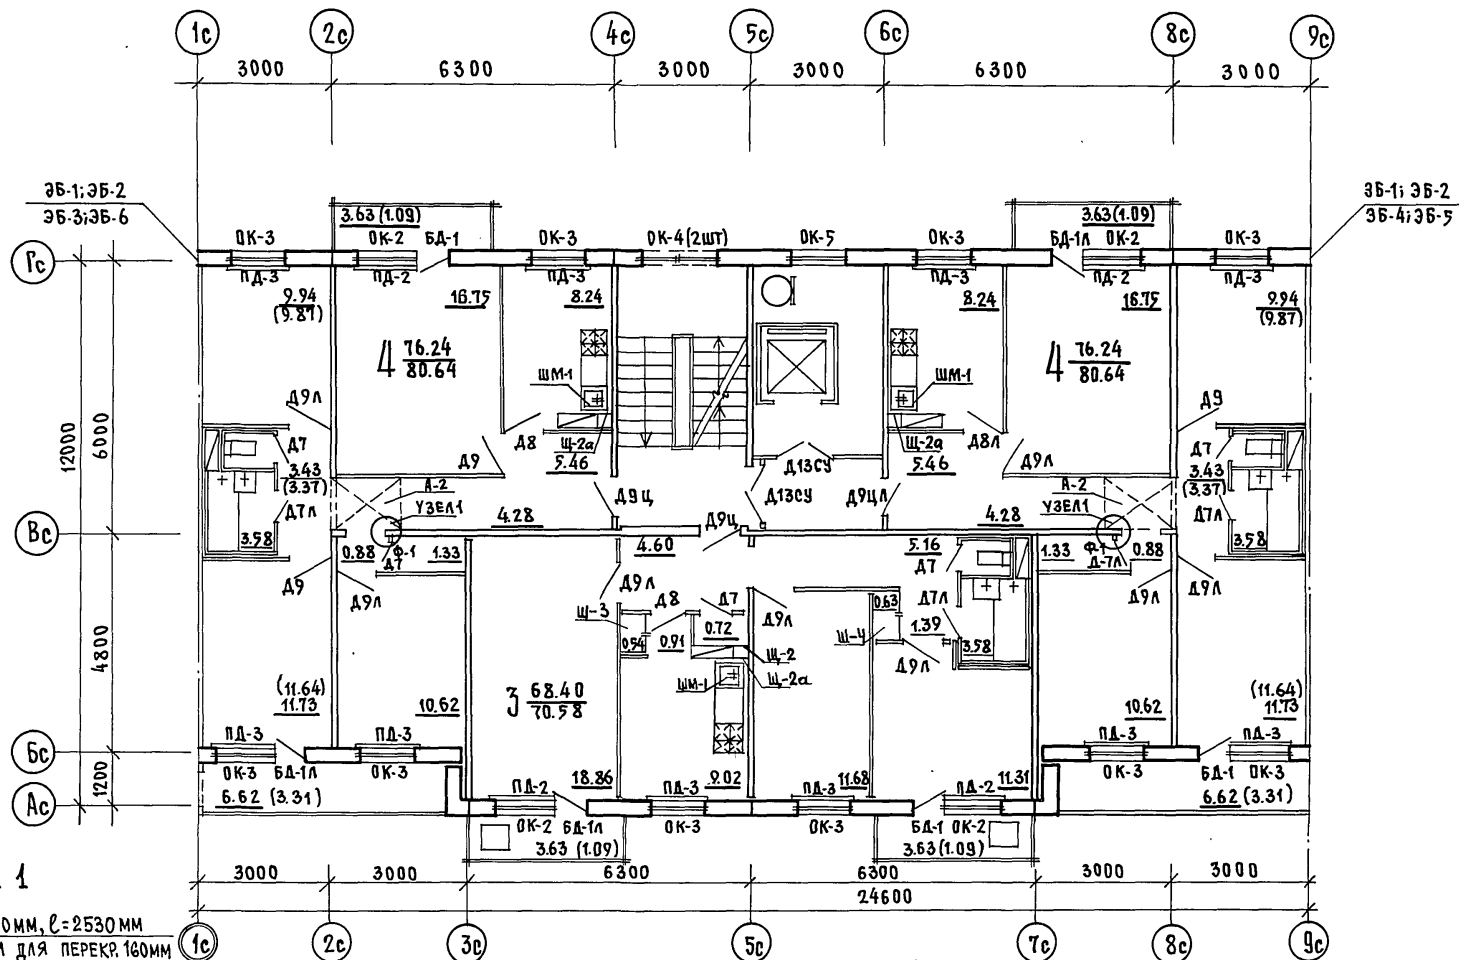 1с 2с 4с 5с 6с 8с 9с
3000 6300 3000 3000 6300 3000
ЭБ-1; ЭБ-2
ЭБ-3; ЭБ-6
ЭБ-1; ЭБ-2
ЭБ-4; ЭБ-5
3.63 (1.09) 3.63 (1.09)
ОК-3 ОК-2 БД-1 ОК-3 ОК-4 (2шт) ОК-5 ОК-3 БД-1л ОК-2 ОК-3
Гс
ПД-3 ПД-2 ПД-3 ПД-3 ПД-2 ПД-3
9.94 16.75 8.24 8.24 16.75 9.94
(9.87) (9.87)
4 76.24
80.64
4 76.24
80.64
ШМ-1 ШМ-1
Д9л Д9
12000 6000
Д7 Д8 Щ-2а Щ-2а Д8л Д7
3.43 Д9 5.46 Д13СУ 5.46 Д9л 3.43
(3.37) А-2 Д9Ц Д13СУ Д9ЦЛ А-2 (3.37)
Д7л УЗЕЛ1 УЗЕЛ1 Д7л
4.28 Д9Ц 4.28
Вс
3.58 0.88 Ф-1 1.33 4.60 5.16 1.33 Ф-1 0.88 3.58
Д7 Д7 Д-7л
Д9 Д9л Д9л Д7л Д9л Д9л
Щ-3 Д8 Д7 Д9л 0.63
0.54 0.91 0.72 Щ-4 1.39 3.58
4800
Щ-2 Д9л
ШМ-1 Щ-2а
3 68.40
70.58
(11.64) (11.64)
11.73 10.62 10.62 11.73
ПД-3 ПД-3 ПД-3 ПД-3
Бс
ОК-3 БД-1л ОК-3 ОК-3 БД-1 ОК-3
18.86 9.02 11.68 11.31
1200
6.62 (3.31) ПД-2 ПД-3 ПД-3 ПД-2 6.62 (3.31)
Ас
ОК-2 БД-1л ОК-3 ОК-3 БД-1 ОК-2
3.63 (1.09) 3.63 (1.09)
1
3000 3000 6300 6300 3000 3000
24600
0мм, ℓ=2530мм
ДЛЯ ПЕРЕКР. 160мм
1с 2с 3с 5с 7с 8с 9с